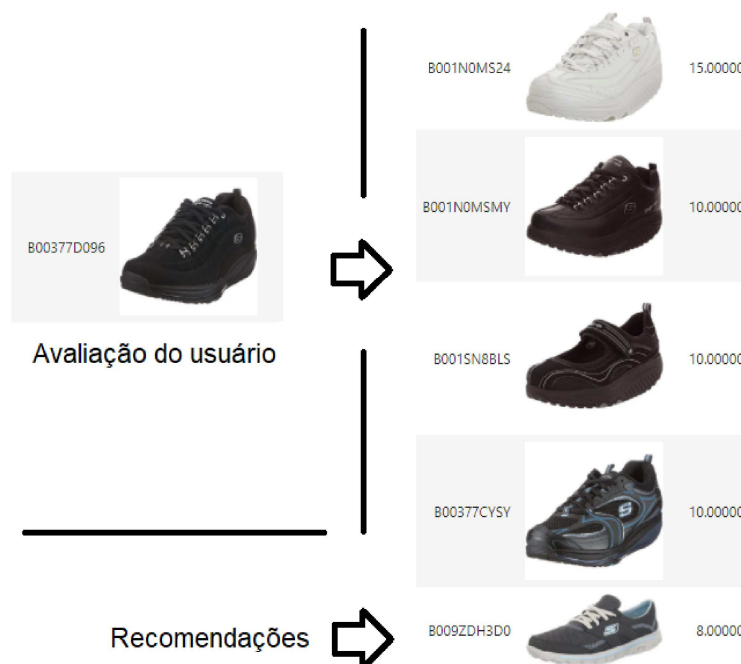 B001N0MS24 15.00000
B001N0MSMY 10.00000
B00377D096
Avaliação do usuário
B001SN8BLS 10.00000
B00377CYSY 10.00000
Recomendações
B009ZDH3D0 8.00000